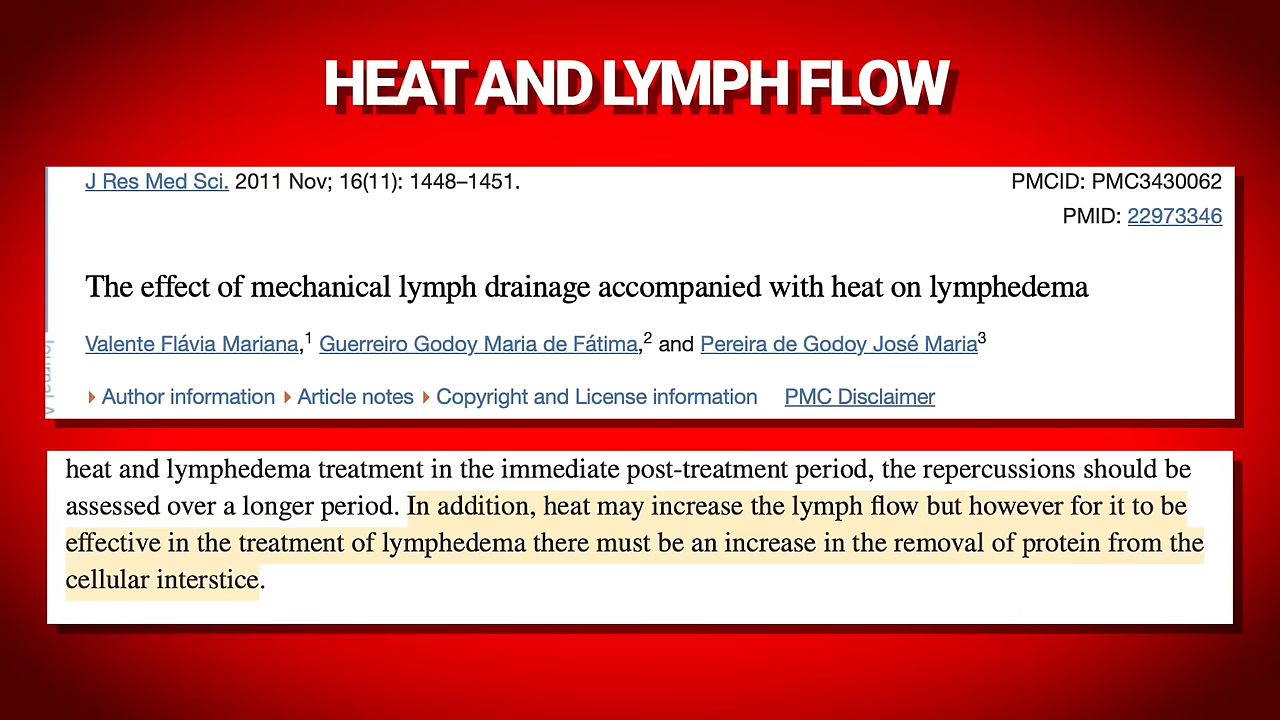 HEAT AND LYMPH FLOW
J Res Med Sci. 2011 Nov; 16(11): 1448–1451.
PMCID: PMC3430062
PMID: 22973346
The effect of mechanical lymph drainage accompanied with heat on lymphedema
Valente Flávia Mariana,1 Guerreiro Godoy Maria de Fátima,2 and Pereira de Godoy José Maria3
Author information Article notes Copyright and License information PMC Disclaimer
heat and lymphedema treatment in the immediate post-treatment period, the repercussions should be
assessed over a longer period. In addition, heat may increase the lymph flow but however for it to be
effective in the treatment of lymphedema there must be an increase in the removal of protein from the
cellular interstice.